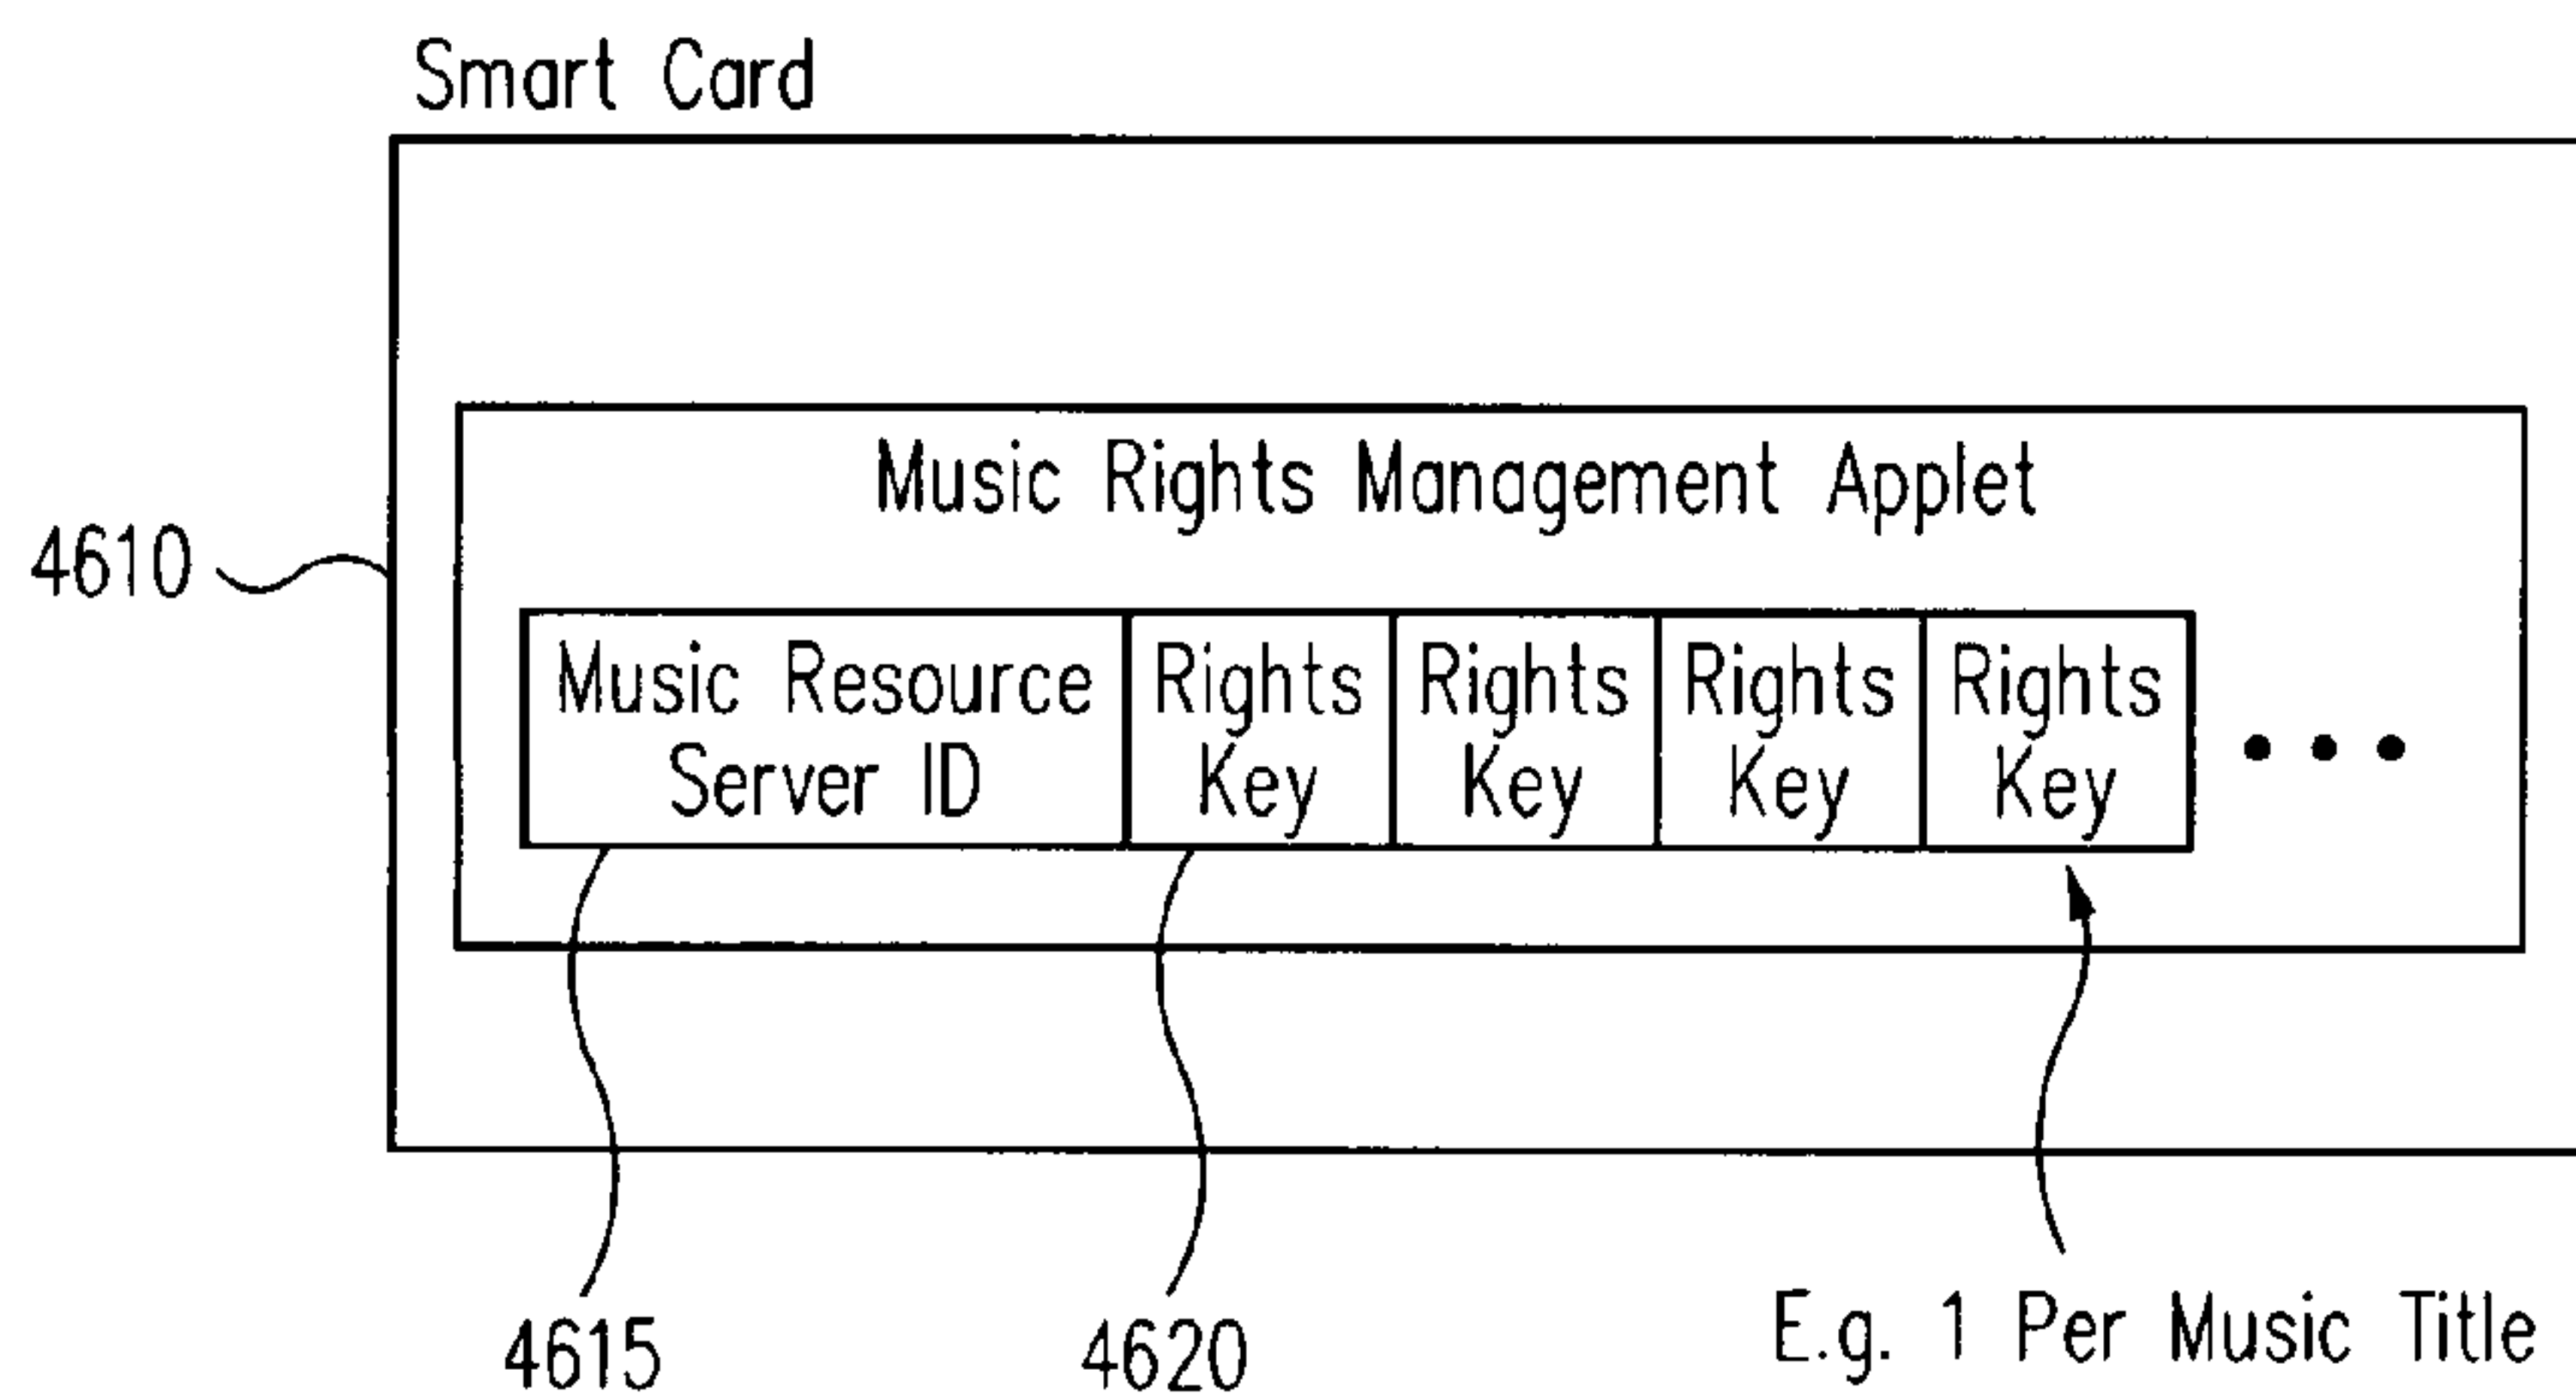 Smart Card
Music Rights Management Applet
4610
Music Resource Server ID
Rights Key
Rights Key
Rights Key
Rights Key
4615
4620
E.g. 1 Per Music Title